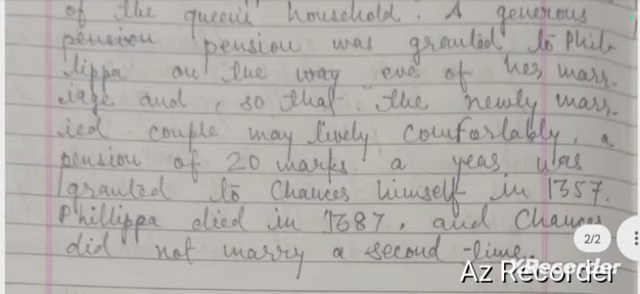 of the queen's household. A generous
pension pension was granted to Phil-
lippa on the way eve of her marr-
iage and, so that the newly marr-
ied couple may lively comfortably, a
pension of 20 marks a year was
granted to Chaucer himself in 1357.
Phillippa died in 1387, and Chaucer
did not marry a second time.
2/2
XRecorder
Az Recorder